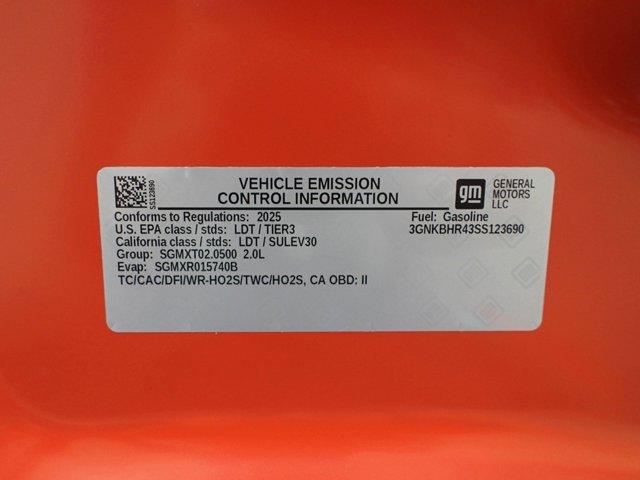 VEHICLE EMISSION
CONTROL INFORMATION
gm
GENERAL
MOTORS
LLC
SS123690
Conforms to Regulations: 2025
Fuel: Gasoline
U.S. EPA class / stds: LDT / TIER3
3GNKBHR43SS123690
California class / stds: LDT / SULEV30
Group: SGMXT02.0500 2.0L
Evap: SGMXR015740B
TC/CAC/DFI/WR-HO2S/TWC/HO2S, CA OBD: II